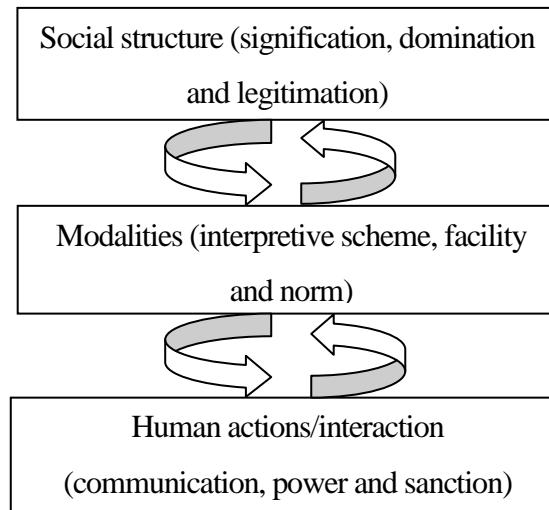 Social structure (signification, domination
and legitimation)
Modalities (interpretive scheme, facility
and norm)
Human actions/interaction
(communication, power and sanction)